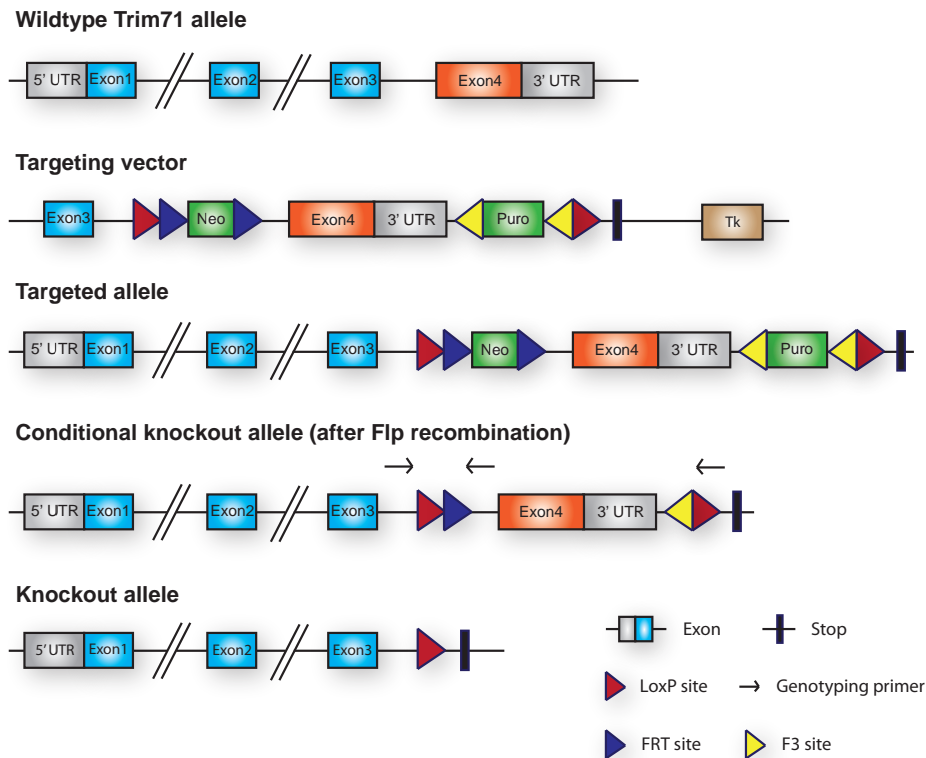 Wildtype Trim71 allele
5' UTR Exon1 Exon2 Exon3 Exon4 3' UTR
Targeting vector
Exon3 Neo Exon4 3' UTR Puro Tk
Targeted allele
5' UTR Exon1 Exon2 Exon3 Neo Exon4 3' UTR Puro
Conditional knockout allele (after Flp recombination)
5' UTR Exon1 Exon2 Exon3 Exon4 3' UTR
Knockout allele
5' UTR Exon1 Exon2 Exon3
Exon Stop
LoxP site Genotyping primer
FRT site F3 site